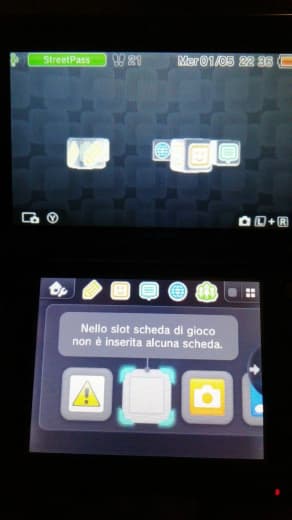 StreetPass
21
Mer 01/05 22 36
Y
L + R
Nello slot scheda di gioco
non è inserita alcuna scheda.